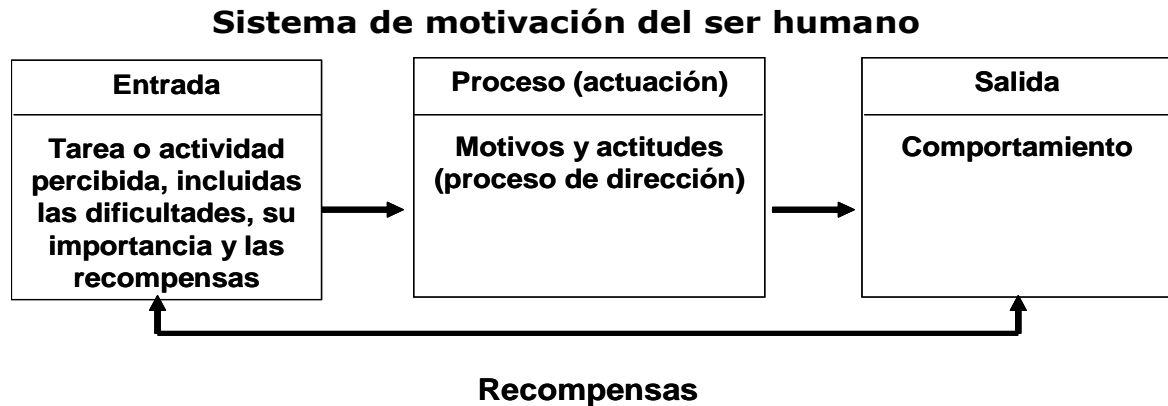 Sistema de motivación del ser humano
Entrada
Tarea o actividad
percibida, incluidas
las dificultades, su
importancia y las
recompensas
Proceso (actuación)
Motivos y actitudes
(proceso de dirección)
Salida
Comportamiento
Recompensas